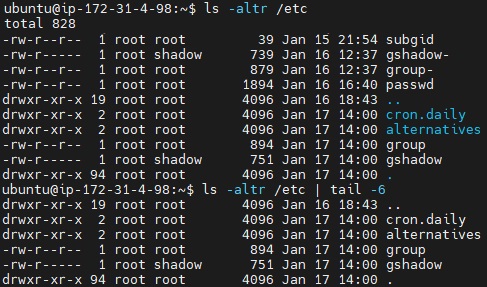 ubuntu@ip-172-31-4-98:~$ ls -altr /etc
total 828
-rw-r--r--  1 root root         39 Jan 15 21:54 subgid
-rw-r-----  1 root shadow      739 Jan 16 12:37 gshadow-
-rw-r--r--  1 root root        879 Jan 16 12:37 group-
-rw-r--r--  1 root root       1894 Jan 16 16:40 passwd
drwxr-xr-x 19 root root       4096 Jan 16 18:43 ..
drwxr-xr-x  2 root root       4096 Jan 17 14:00 cron.daily
drwxr-xr-x  2 root root       4096 Jan 17 14:00 alternatives
-rw-r--r--  1 root root        894 Jan 17 14:00 group
-rw-r-----  1 root shadow      751 Jan 17 14:00 gshadow
drwxr-xr-x 94 root root       4096 Jan 17 14:00 .
ubuntu@ip-172-31-4-98:~$ ls -altr /etc | tail -6
drwxr-xr-x 19 root root       4096 Jan 16 18:43 ..
drwxr-xr-x  2 root root       4096 Jan 17 14:00 cron.daily
drwxr-xr-x  2 root root       4096 Jan 17 14:00 alternatives
-rw-r--r--  1 root root        894 Jan 17 14:00 group
-rw-r-----  1 root shadow      751 Jan 17 14:00 gshadow
drwxr-xr-x 94 root root       4096 Jan 17 14:00 .